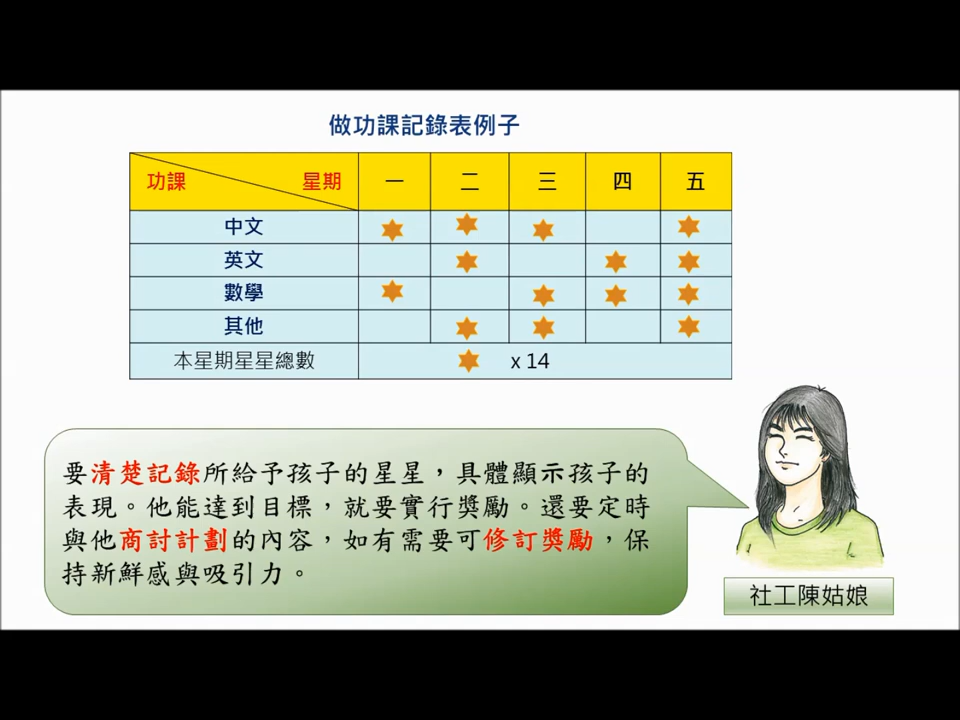 做功課記錄表例子
功課 星期 一 二 三 四 五
中文
英文
數學
其他
本星期星星總數 x 14
要清楚記錄所給予孩子的星星，具體顯示孩子的
表現。他能達到目標，就要實行獎勵。還要定時
與他商討計劃的內容，如有需要可修訂獎勵，保
持新鮮感與吸引力。
社工陳姑娘